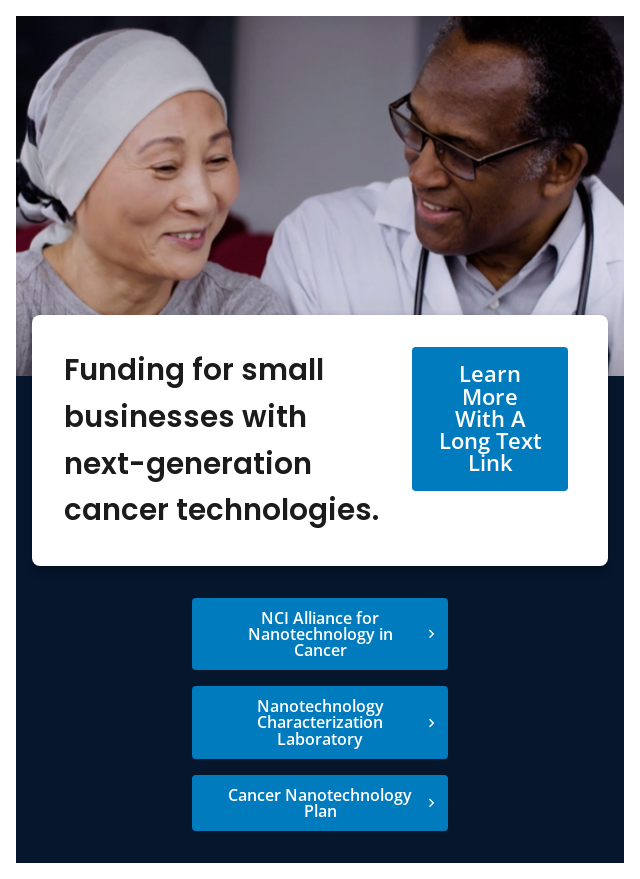 Funding for small
businesses with
next-generation
cancer technologies.
Learn
More
With A
Long Text
Link
NCI Alliance for
Nanotechnology in
Cancer
Nanotechnology
Characterization
Laboratory
Cancer Nanotechnology
Plan